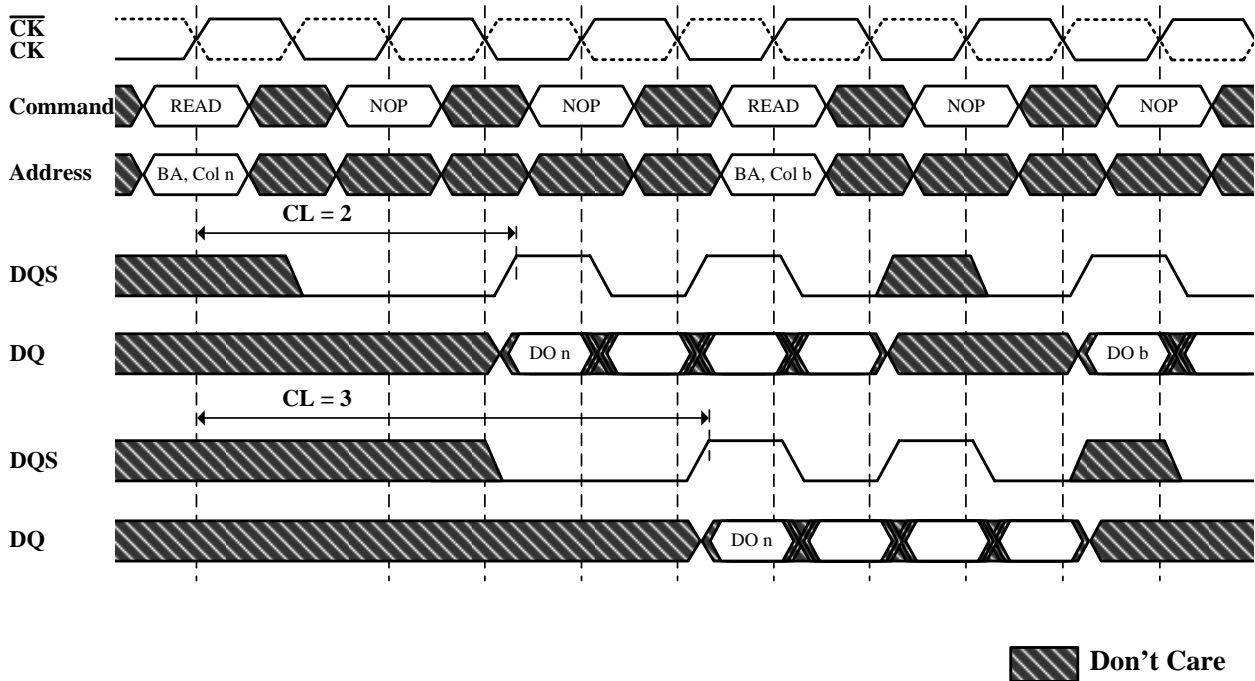 CK
CK
Command READ NOP NOP READ NOP NOP
Address BA, Col n BA, Col b
CL = 2
DQS
DQ DO n DO b
CL = 3
DQS
DQ DO n
Don't Care